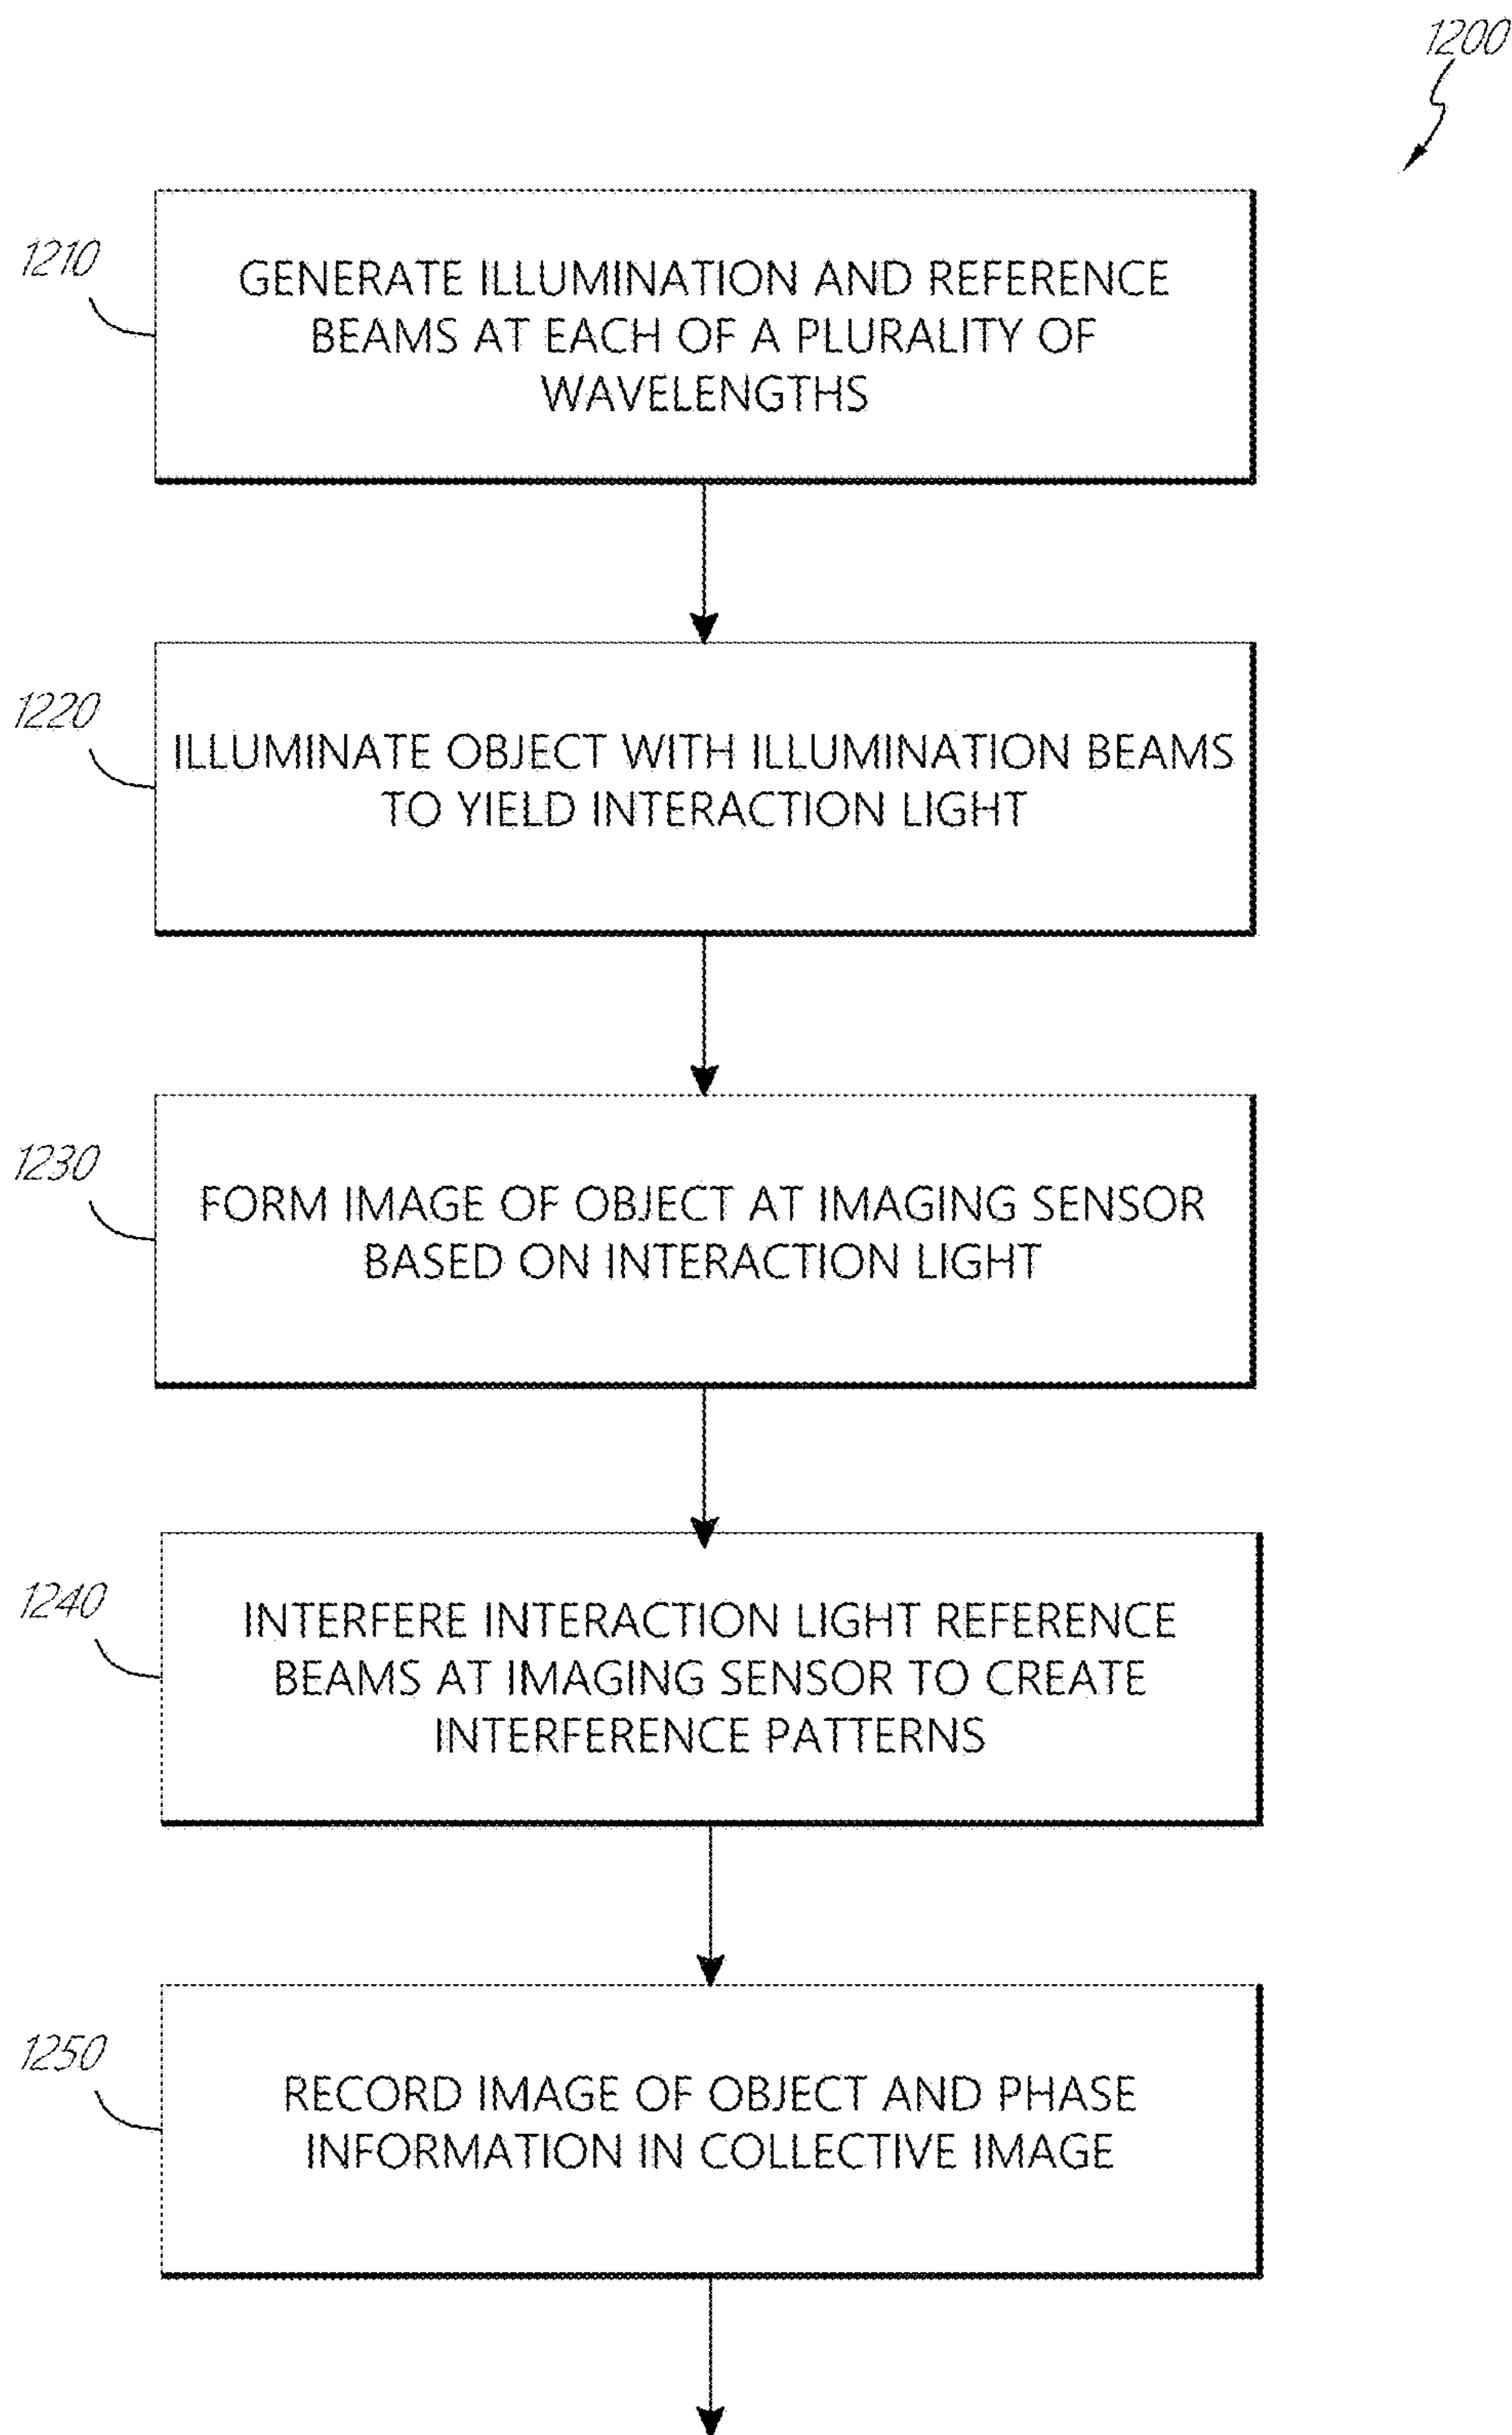 1200
1210
GENERATE ILLUMINATION AND REFERENCE
BEAMS AT EACH OF A PLURALITY OF
WAVELENGTHS
1220
ILLUMINATE OBJECT WITH ILLUMINATION BEAMS
TO YIELD INTERACTION LIGHT
1230
FORM IMAGE OF OBJECT AT IMAGING SENSOR
BASED ON INTERACTION LIGHT
1240
INTERFERE INTERACTION LIGHT REFERENCE
BEAMS AT IMAGING SENSOR TO CREATE
INTERFERENCE PATTERNS
1250
RECORD IMAGE OF OBJECT AND PHASE
INFORMATION IN COLLECTIVE IMAGE